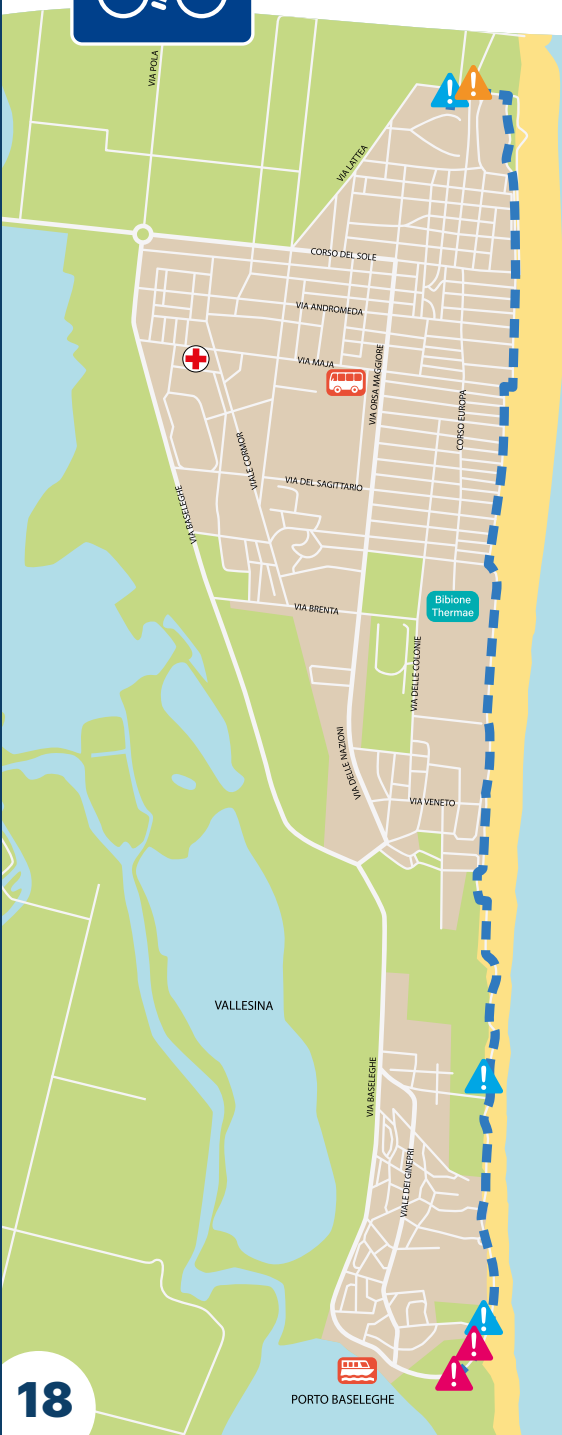 VIA POLA
VIA LATTEA
CORSO DEL SOLE
VIA ANDROMEDA
VIA MAJA
VIA ORSA MAGGIORE
CORSO EUROPA
VIALE CORMOR
VIA DEL SAGITTARIO
VIA BASELEGHE
Bibione
Thermae
VIA BRENTA
VIA DELLE COLONIE
VIA DELLE NAZIONI
VIA VENETO
VALLESINA
VIA BASELEGHE
VIALE DEI GINEPRI
PORTO BASELEGHE
18